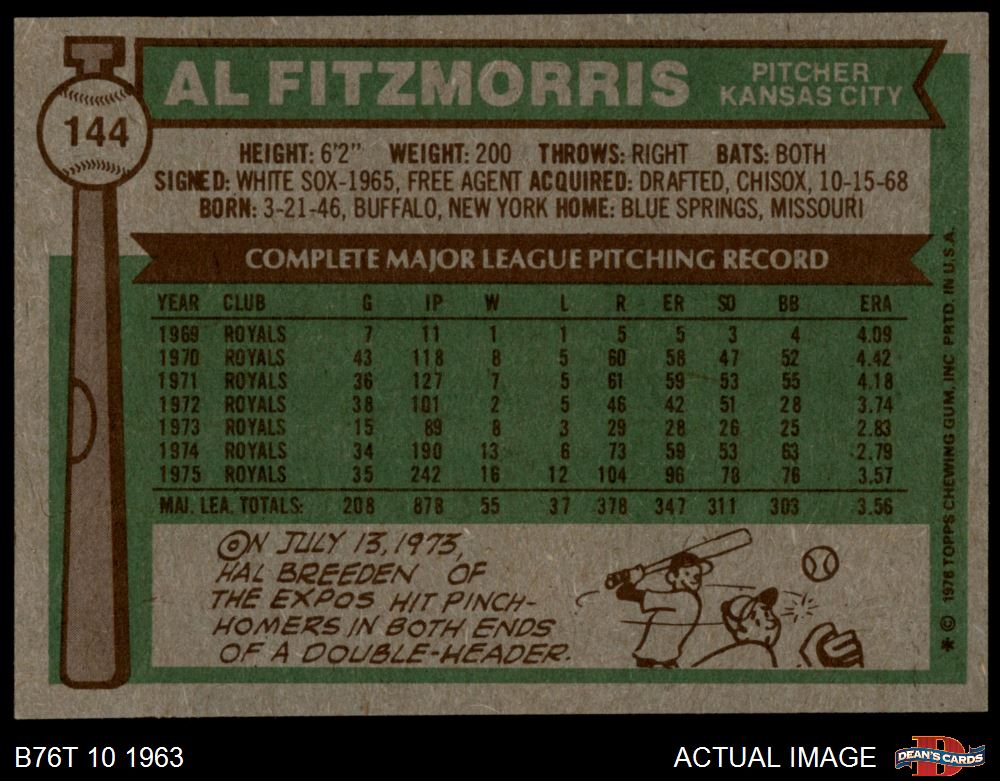 144
AL FITZMORRIS
PITCHER
KANSAS CITY
HEIGHT: 6'2" WEIGHT: 200 THROWS: RIGHT BATS: BOTH
SIGNED: WHITE SOX-1965, FREE AGENT ACQUIRED: DRAFTED, CHISOX, 10-15-68
BORN: 3-21-46, BUFFALO, NEW YORK HOME: BLUE SPRINGS, MISSOURI
COMPLETE MAJOR LEAGUE PITCHING RECORD
YEAR CLUB G IP W L R ER SO BB ERA
1969 ROYALS 7 11 1 1 5 5 3 4 4.09
1970 ROYALS 43 118 8 5 60 58 47 52 4.42
1971 ROYALS 36 127 7 5 61 59 53 55 4.18
1972 ROYALS 38 101 2 5 46 42 51 28 3.74
1973 ROYALS 15 89 8 3 29 28 26 25 2.83
1974 ROYALS 34 190 13 6 73 59 53 63 2.79
1975 ROYALS 35 242 16 12 104 96 78 76 3.57
MAJ. LEA. TOTALS: 208 878 55 37 378 347 311 303 3.56
ON JULY 13, 1973,
HAL BREEDEN OF
THE EXPOS HIT PINCH-
HOMERS IN BOTH ENDS
OF A DOUBLE-HEADER.
* © 1976 TOPPS CHEWING GUM, INC PRTD. IN U.S.A.
B76T 10 1963
ACTUAL IMAGE
D
DEAN'S CARDS